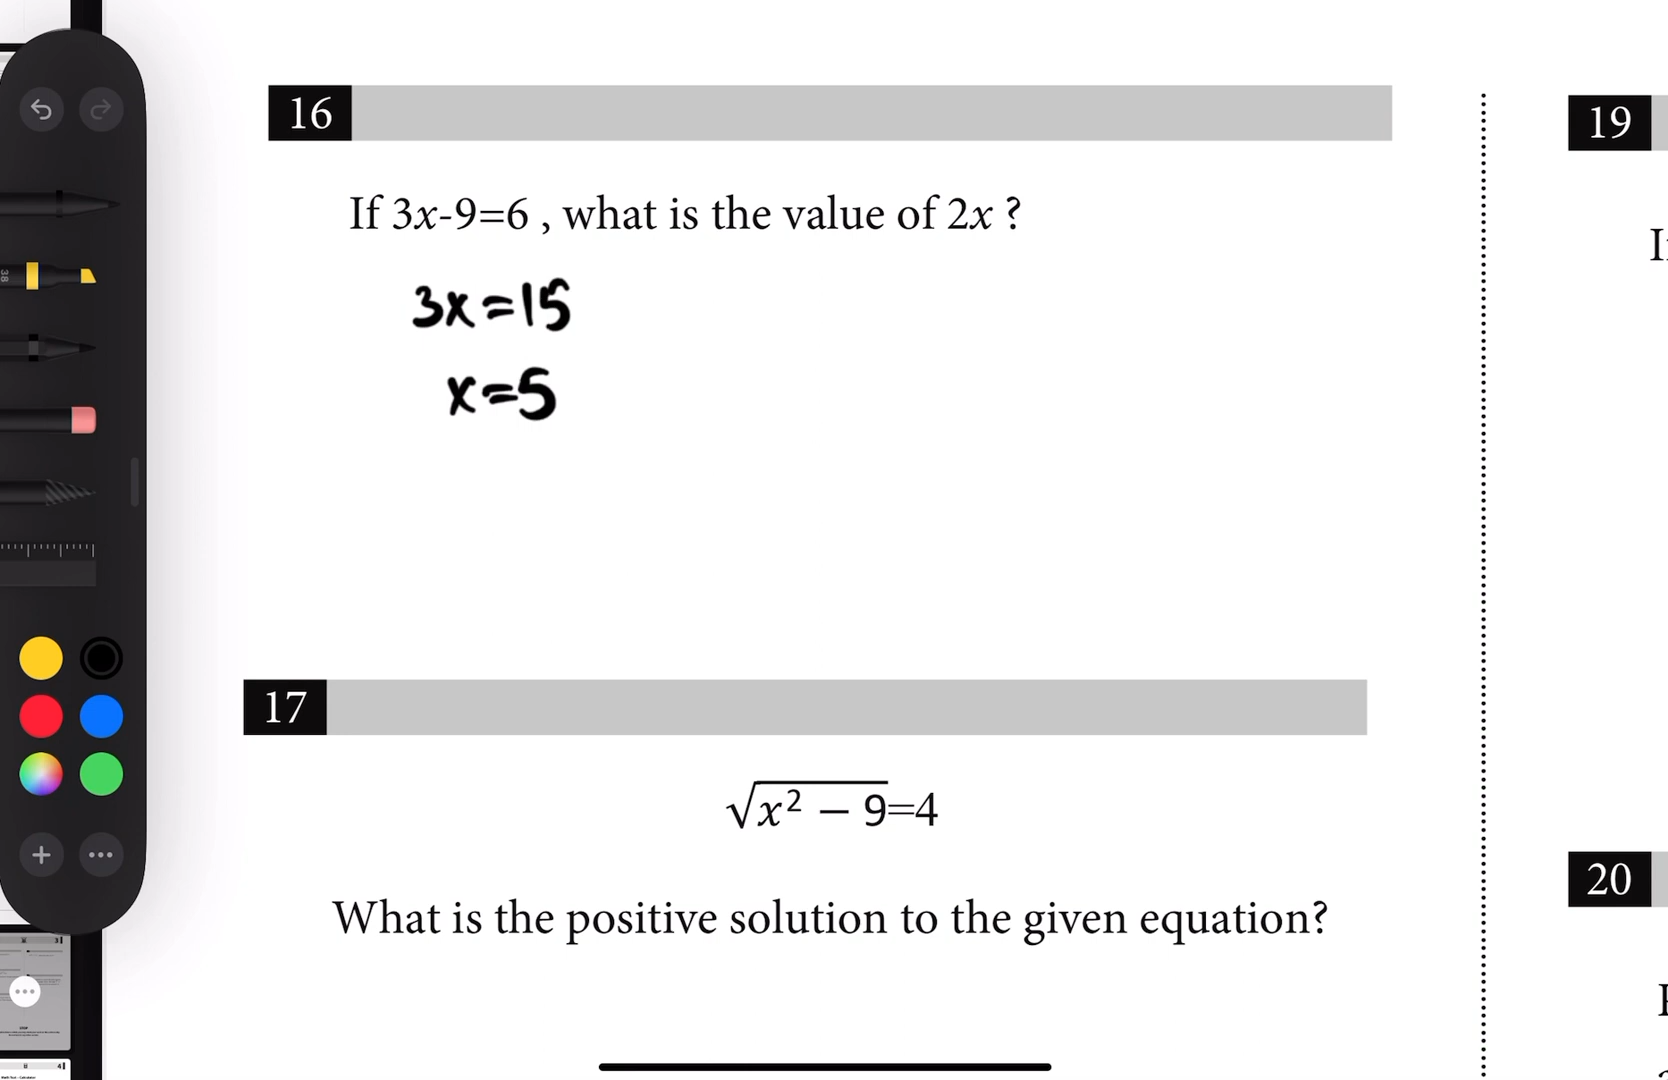 16
If 3x-9=6 , what is the value of 2x ?
3x=15
x=5
17
√x² − 9=4
What is the positive solution to the given equation?
19
20
38